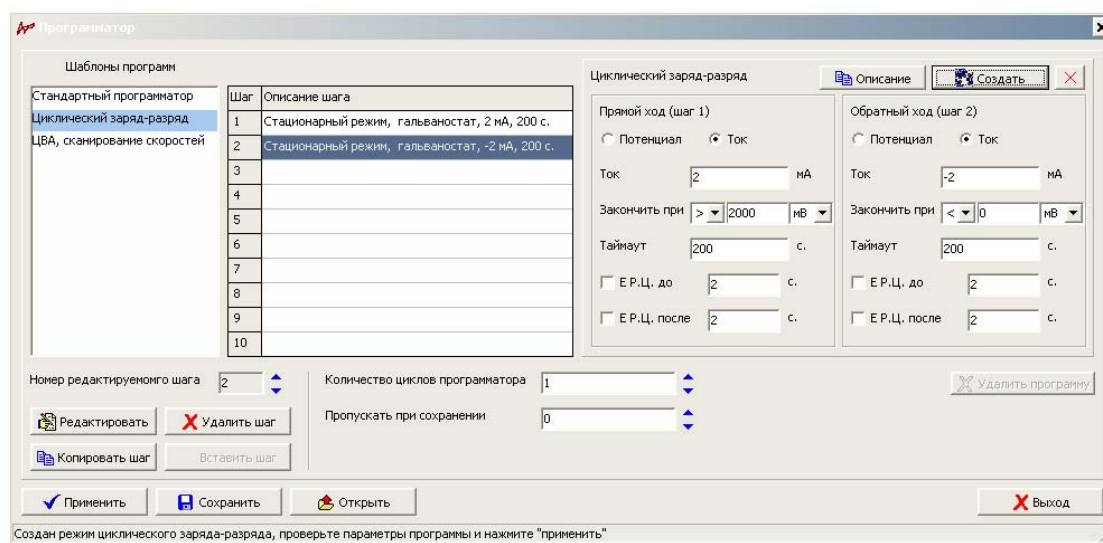 Программатор
Шаблоны программ
Стандартный программатор
Циклический заряд-разряд
ЦВА, сканирование скоростей
Шаг Описание шага
1 Стационарный режим, гальваностат, 2 мА, 200 с.
2 Стационарный режим, гальваностат, -2 мА, 200 с.
3
4
5
6
7
8
9
10
Циклический заряд-разряд
Описание
Создать
Прямой ход (шаг 1)
Потенциал Ток
Ток 2 мА
Закончить при > 2000 мВ
Таймаут 200 с.
Е Р.Ц. до 2 с.
Е Р.Ц. после 2 с.
Обратный ход (шаг 2)
Потенциал Ток
Ток -2 мА
Закончить при < 0 мВ
Таймаут 200 с.
Е Р.Ц. до 2 с.
Е Р.Ц. после 2 с.
Номер редактируемомго шага 2
Редактировать Удалить шаг
Копировать шаг Вставить шаг
Количество циклов программатора 1
Пропускать при сохранении 0
Удалить программу
Применить Сохранить Открыть Выход
Создан режим циклического заряда-разряда, проверьте параметры программы и нажмите "применить"